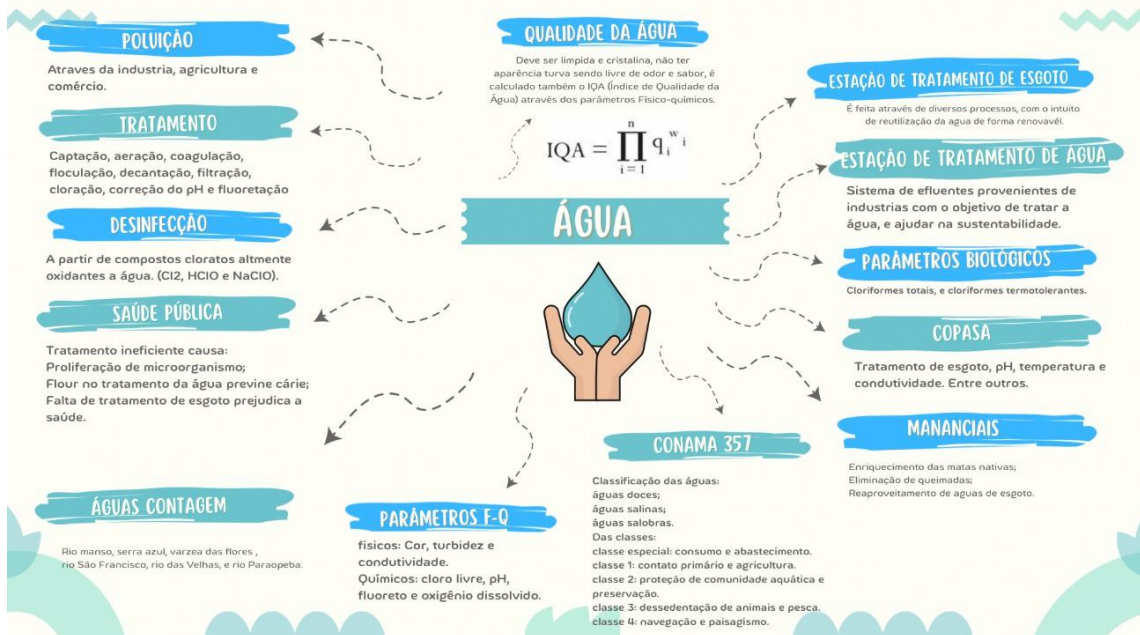 POLUIÇÃO
Atraves da industria, agricultura e
comércio.
TRATAMENTO
Captação, aeração, coagulação,
floculação, decantação, filtração,
cloração, correção do pH e fluoretação
DESINFECÇÃO
A partir de compostos cloratos altmente
oxidantes a água. (Cl2, HClO e NaClO).
SAÚDE PÚBLICA
Tratamento ineficiente causa:
Proliferação de microorganismo;
Flour no tratamento da água previne cárie;
Falta de tratamento de esgoto prejudica a
saúde.
ÁGUAS CONTAGEM
Rio manso, serra azul, varzea das flores ,
rio São Francisco, rio das Velhas, e rio Paraopeba.
QUALIDADE DA ÁGUA
Deve ser limpida e cristalina, não ter
aparência turva sendo livre de odor e sabor, é
calculado também o IQA (Índice de Qualidade da
Água) através dos parâmetros Físico-químicos.
IQA = ∏ i=1 n q_i^w_i
ÁGUA
PARÂMETROS F-Q
físicos: Cor, turbidez e
condutividade.
Químicos: cloro livre, pH,
fluoreto e oxigênio dissolvido.
CONAMA 357
Classificação das águas:
águas doces;
águas salinas;
águas salobras.
Das classes:
classe especial: consumo e abastecimento.
classe 1: contato primário e agricultura.
classe 2: proteção de comunidade aquática e
preservação.
classe 3: dessedentação de animais e pesca.
classe 4: navegação e paisagismo.
ESTAÇÃO DE TRATAMENTO DE ESGOTO
É feita através de diversos processos, com o intuito
de reutilização da agua de forma renovavél.
ESTAÇÃO DE TRATAMENTO DE ÁGUA
Sistema de efluentes provenientes de
industrias com o objetivo de tratar a
água, e ajudar na sustentabilidade.
PARÂMETROS BIOLÓGICOS
Cloriformes totais, e cloriformes termotolerantes.
COPASA
Tratamento de esgoto, pH, temperatura e
condutividade. Entre outros.
MANANCIAIS
Enriquecimento das matas nativas;
Eliminação de queimadas;
Reaproveitamento de aguas de esgoto.